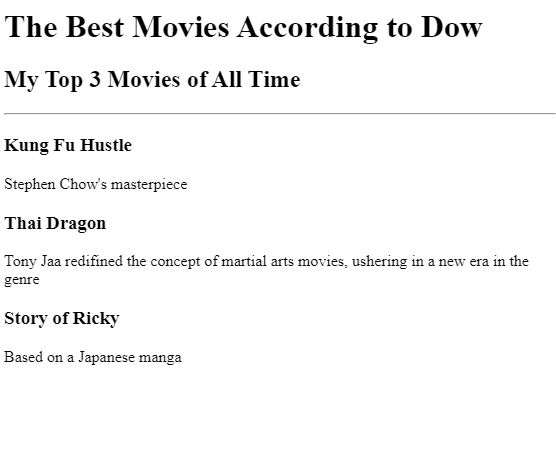 The Best Movies According to Dow
My Top 3 Movies of All Time
Kung Fu Hustle
Stephen Chow's masterpiece
Thai Dragon
Tony Jaa redifined the concept of martial arts movies, ushering in a new era in the
genre
Story of Ricky
Based on a Japanese manga